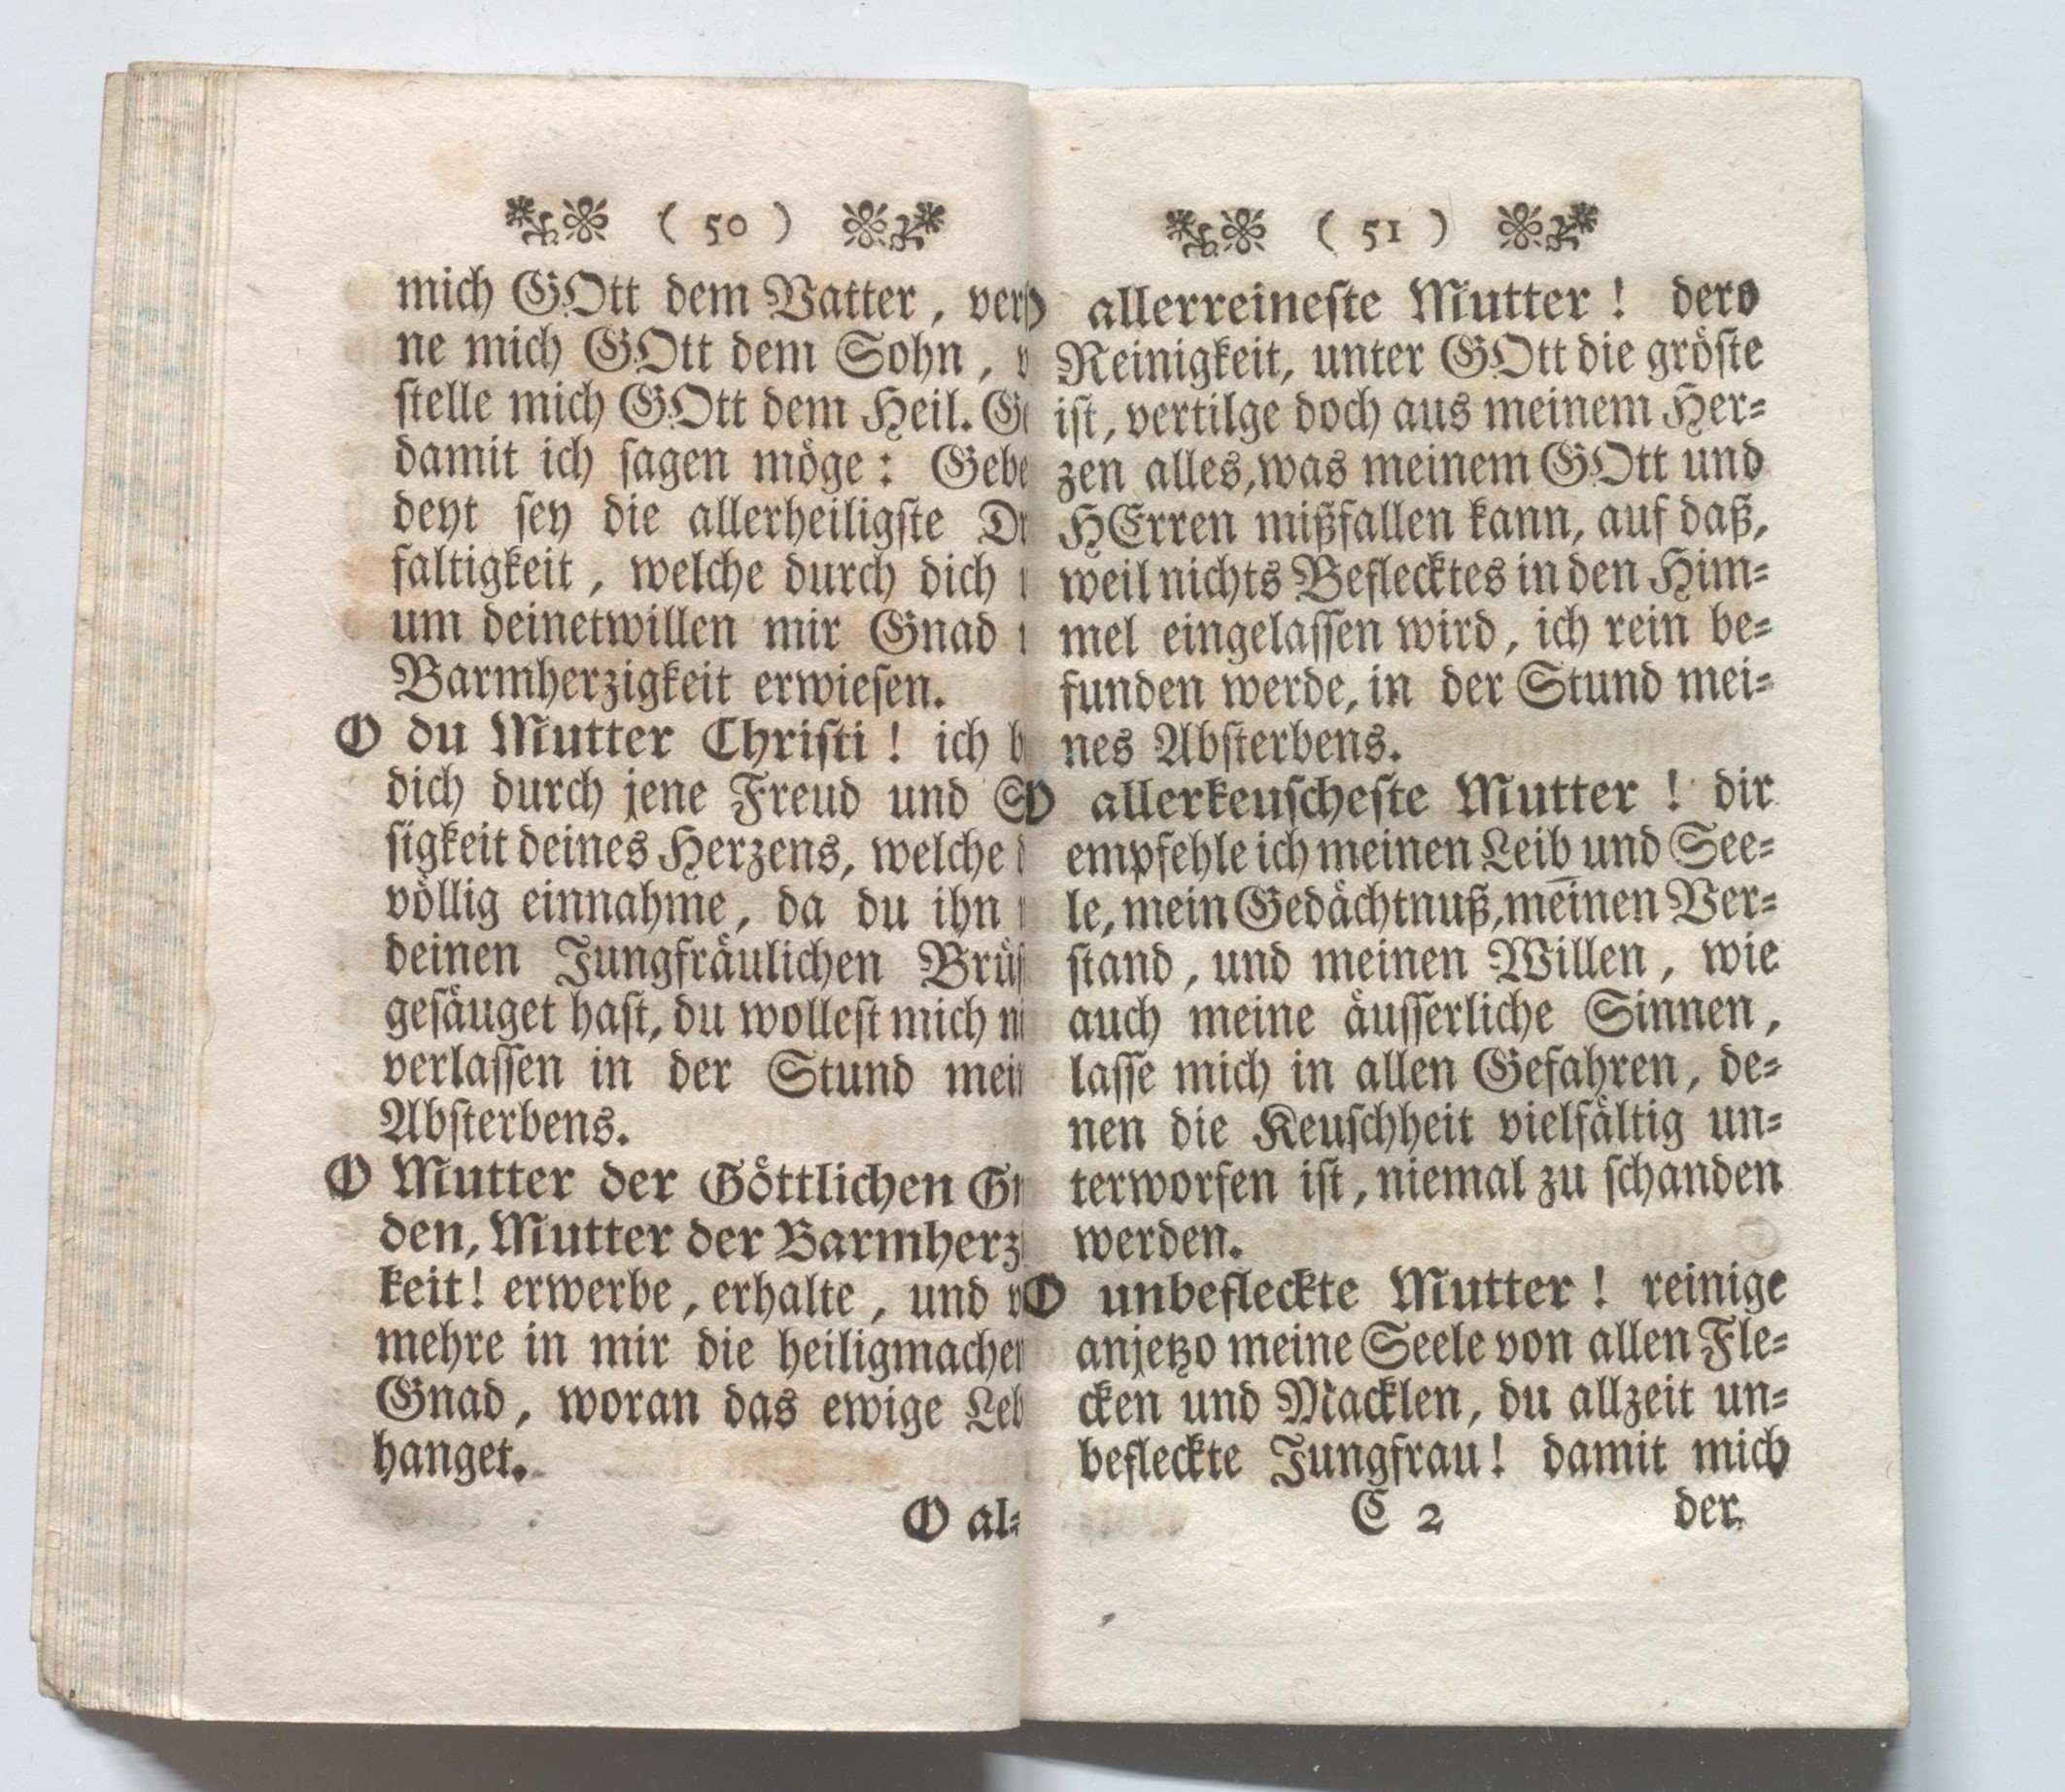 ( 50 )
mich GOtt dem Vatter, ver
ne mich GOtt dem Sohn,
stelle mich GOtt dem Heil.
damit ich sagen möge: Gebe
deyt sey die allerheiligste
faltigkeit, welche durch dich
um deinetwillen mir Gnad
Barmherzigkeit erwiesen.
O du Mutter Christi! ich
dich durch jene Freud und
sigkeit deines Herzens, welche
völlig einnahme, da du ihn
deinen Jungfräulichen Brüs
gesäuget hast, du wollest mich
verlassen in der Stund mein
Absterbens.
O Mutter der Göttlichen
den, Mutter der Barmherz
keit! erwerbe, erhalte, und
mehre in mir die heiligmachen
Gnad, woran das ewige Leb
hanget.
O al=
( 51 )
O allerreineste Mutter! dero
Reinigkeit, unter GOtt die gröste
ist, vertilge doch aus meinem Her=
zen alles, was meinem GOtt und
HErren mißfallen kann, auf daß,
weil nichts Beflecktes in den Him=
mel eingelassen wird, ich rein be=
funden werde, in der Stund mei=
nes Absterbens.
O allerkeuscheste Mutter! dir
empfehle ich meinen Leib und See=
le, mein Gedächtnuß, meinen Ver=
stand, und meinen Willen, wie
auch meine äusserliche Sinnen,
lasse mich in allen Gefahren, de=
nen die Keuschheit vielfältig un=
terworfen ist, niemal zu schanden
werden.
O unbefleckte Mutter! reinige
anjetzo meine Seele von allen Fle=
cken und Macklen, du allzeit un=
befleckte Jungfrau! damit mich
C 2 der